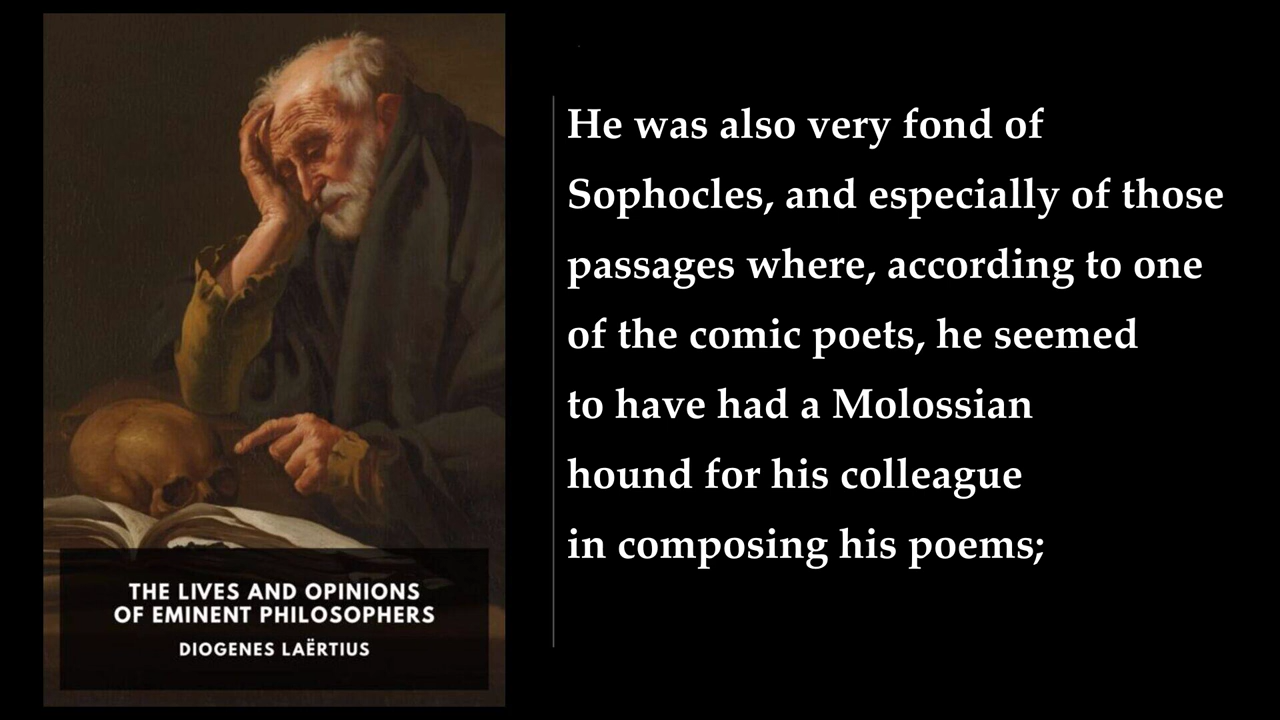 He was also very fond of
Sophocles, and especially of those
passages where, according to one
of the comic poets, he seemed
to have had a Molossian
hound for his colleague
in composing his poems;
THE LIVES AND OPINIONS
OF EMINENT PHILOSOPHERS
DIOGENES LAËRTIUS